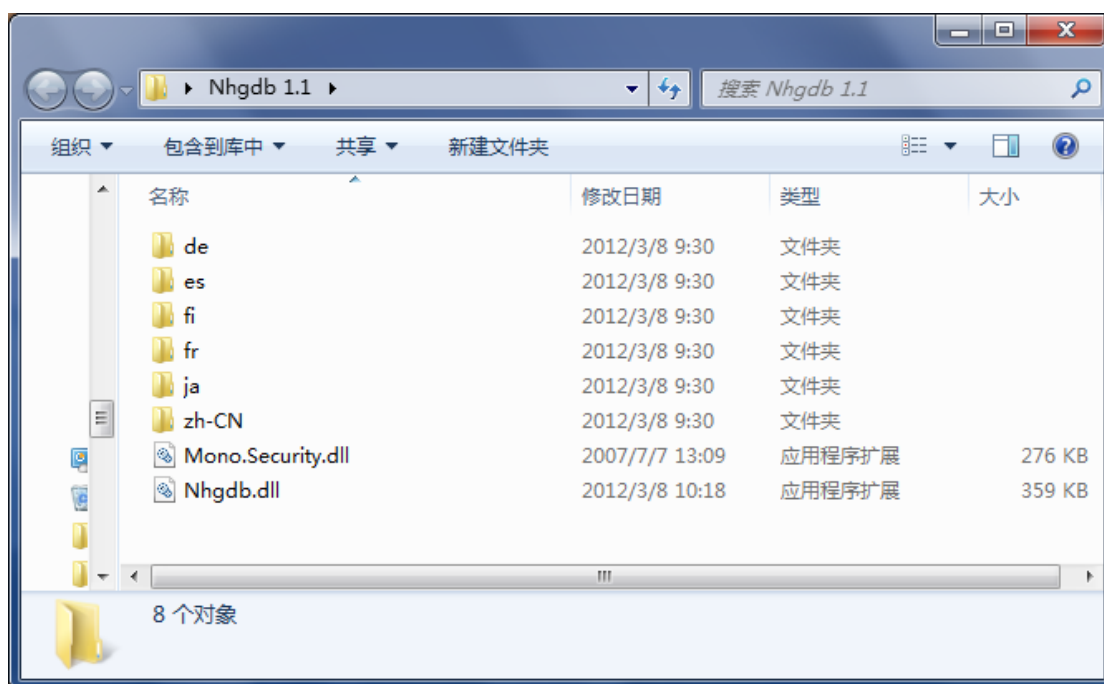 Nhgdb 1.1
搜索 Nhgdb 1.1
组织 包含到库中 共享 新建文件夹
名称 修改日期 类型 大小
de 2012/3/8 9:30 文件夹
es 2012/3/8 9:30 文件夹
fi 2012/3/8 9:30 文件夹
fr 2012/3/8 9:30 文件夹
ja 2012/3/8 9:30 文件夹
zh-CN 2012/3/8 9:30 文件夹
Mono.Security.dll 2007/7/7 13:09 应用程序扩展 276 KB
Nhgdb.dll 2012/3/8 10:18 应用程序扩展 359 KB
8 个对象